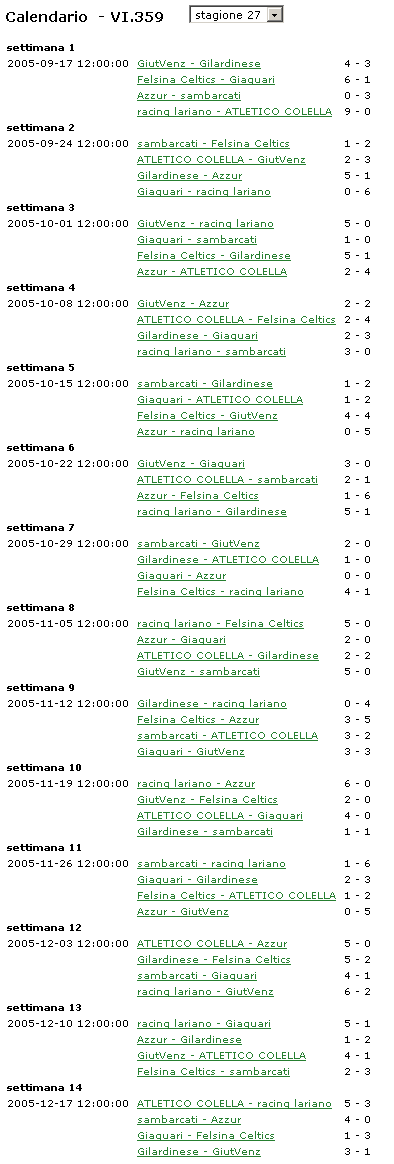 Calendario - VI.359 stagione 27
settimana 1
2005-09-17 12:00:00 GiutVenz - Gilardinese 4 - 3
Felsina Celtics - Giaquari 6 - 1
Azzur - sambarcati 0 - 3
racing lariano - ATLETICO COLELLA 9 - 0
settimana 2
2005-09-24 12:00:00 sambarcati - Felsina Celtics 1 - 2
ATLETICO COLELLA - GiutVenz 2 - 3
Gilardinese - Azzur 5 - 1
Giaquari - racing lariano 0 - 6
settimana 3
2005-10-01 12:00:00 GiutVenz - racing lariano 5 - 0
Giaquari - sambarcati 1 - 0
Felsina Celtics - Gilardinese 5 - 1
Azzur - ATLETICO COLELLA 2 - 4
settimana 4
2005-10-08 12:00:00 GiutVenz - Azzur 2 - 2
ATLETICO COLELLA - Felsina Celtics 2 - 4
Gilardinese - Giaquari 2 - 3
racing lariano - sambarcati 3 - 0
settimana 5
2005-10-15 12:00:00 sambarcati - Gilardinese 1 - 2
Giaquari - ATLETICO COLELLA 1 - 2
Felsina Celtics - GiutVenz 4 - 4
Azzur - racing lariano 0 - 5
settimana 6
2005-10-22 12:00:00 GiutVenz - Giaquari 3 - 0
ATLETICO COLELLA - sambarcati 2 - 1
Azzur - Felsina Celtics 1 - 6
racing lariano - Gilardinese 5 - 1
settimana 7
2005-10-29 12:00:00 sambarcati - GiutVenz 2 - 0
Gilardinese - ATLETICO COLELLA 1 - 0
Giaquari - Azzur 0 - 0
Felsina Celtics - racing lariano 4 - 1
settimana 8
2005-11-05 12:00:00 racing lariano - Felsina Celtics 5 - 0
Azzur - Giaquari 2 - 0
ATLETICO COLELLA - Gilardinese 2 - 2
GiutVenz - sambarcati 5 - 0
settimana 9
2005-11-12 12:00:00 Gilardinese - racing lariano 0 - 4
Felsina Celtics - Azzur 3 - 5
sambarcati - ATLETICO COLELLA 3 - 2
Giaquari - GiutVenz 3 - 3
settimana 10
2005-11-19 12:00:00 racing lariano - Azzur 6 - 0
GiutVenz - Felsina Celtics 2 - 0
ATLETICO COLELLA - Giaquari 4 - 0
Gilardinese - sambarcati 1 - 1
settimana 11
2005-11-26 12:00:00 sambarcati - racing lariano 1 - 6
Giaquari - Gilardinese 2 - 3
Felsina Celtics - ATLETICO COLELLA 1 - 2
Azzur - GiutVenz 0 - 5
settimana 12
2005-12-03 12:00:00 ATLETICO COLELLA - Azzur 5 - 0
Gilardinese - Felsina Celtics 5 - 2
sambarcati - Giaquari 4 - 1
racing lariano - GiutVenz 6 - 2
settimana 13
2005-12-10 12:00:00 racing lariano - Giaquari 5 - 1
Azzur - Gilardinese 1 - 2
GiutVenz - ATLETICO COLELLA 4 - 1
Felsina Celtics - sambarcati 2 - 3
settimana 14
2005-12-17 12:00:00 ATLETICO COLELLA - racing lariano 5 - 3
sambarcati - Azzur 4 - 0
Giaquari - Felsina Celtics 1 - 3
Gilardinese - GiutVenz 3 - 1